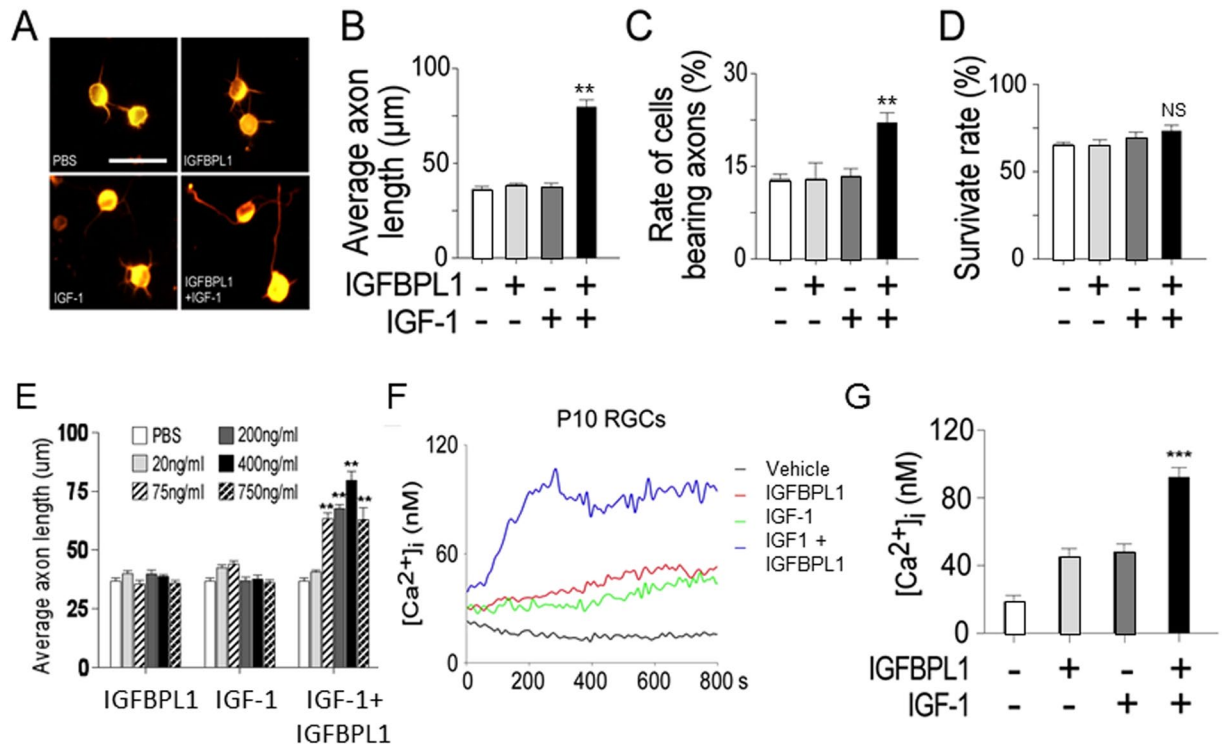 A
PBS
IGFBPL1
IGF-1
IGFBPL1
+IGF-1
B
Average axon
length (µm)
100
50
0
IGFBPL1
IGF-1
- + - +
- - + +
**
C
Rate of cells
bearing axons (%)
30
15
0
- + - +
- - + +
**
D
Survivate rate (%)
100
50
0
- + - +
- - + +
NS
E
Average axon length (um)
100
75
50
25
0
PBS
20ng/ml
75ng/ml
200ng/ml
400ng/ml
750ng/ml
**
**
**
**
IGFBPL1
IGF-1
IGF-1+
IGFBPL1
F
P10 RGCs
[Ca2+]i (nM)
120
60
0
0 200 400 600 800 s
Vehicle
IGFBPL1
IGF-1
IGF1 +
IGFBPL1
G
[Ca2+]i (nM)
120
80
40
0
***
IGFBPL1 - + - +
IGF-1 - - + +